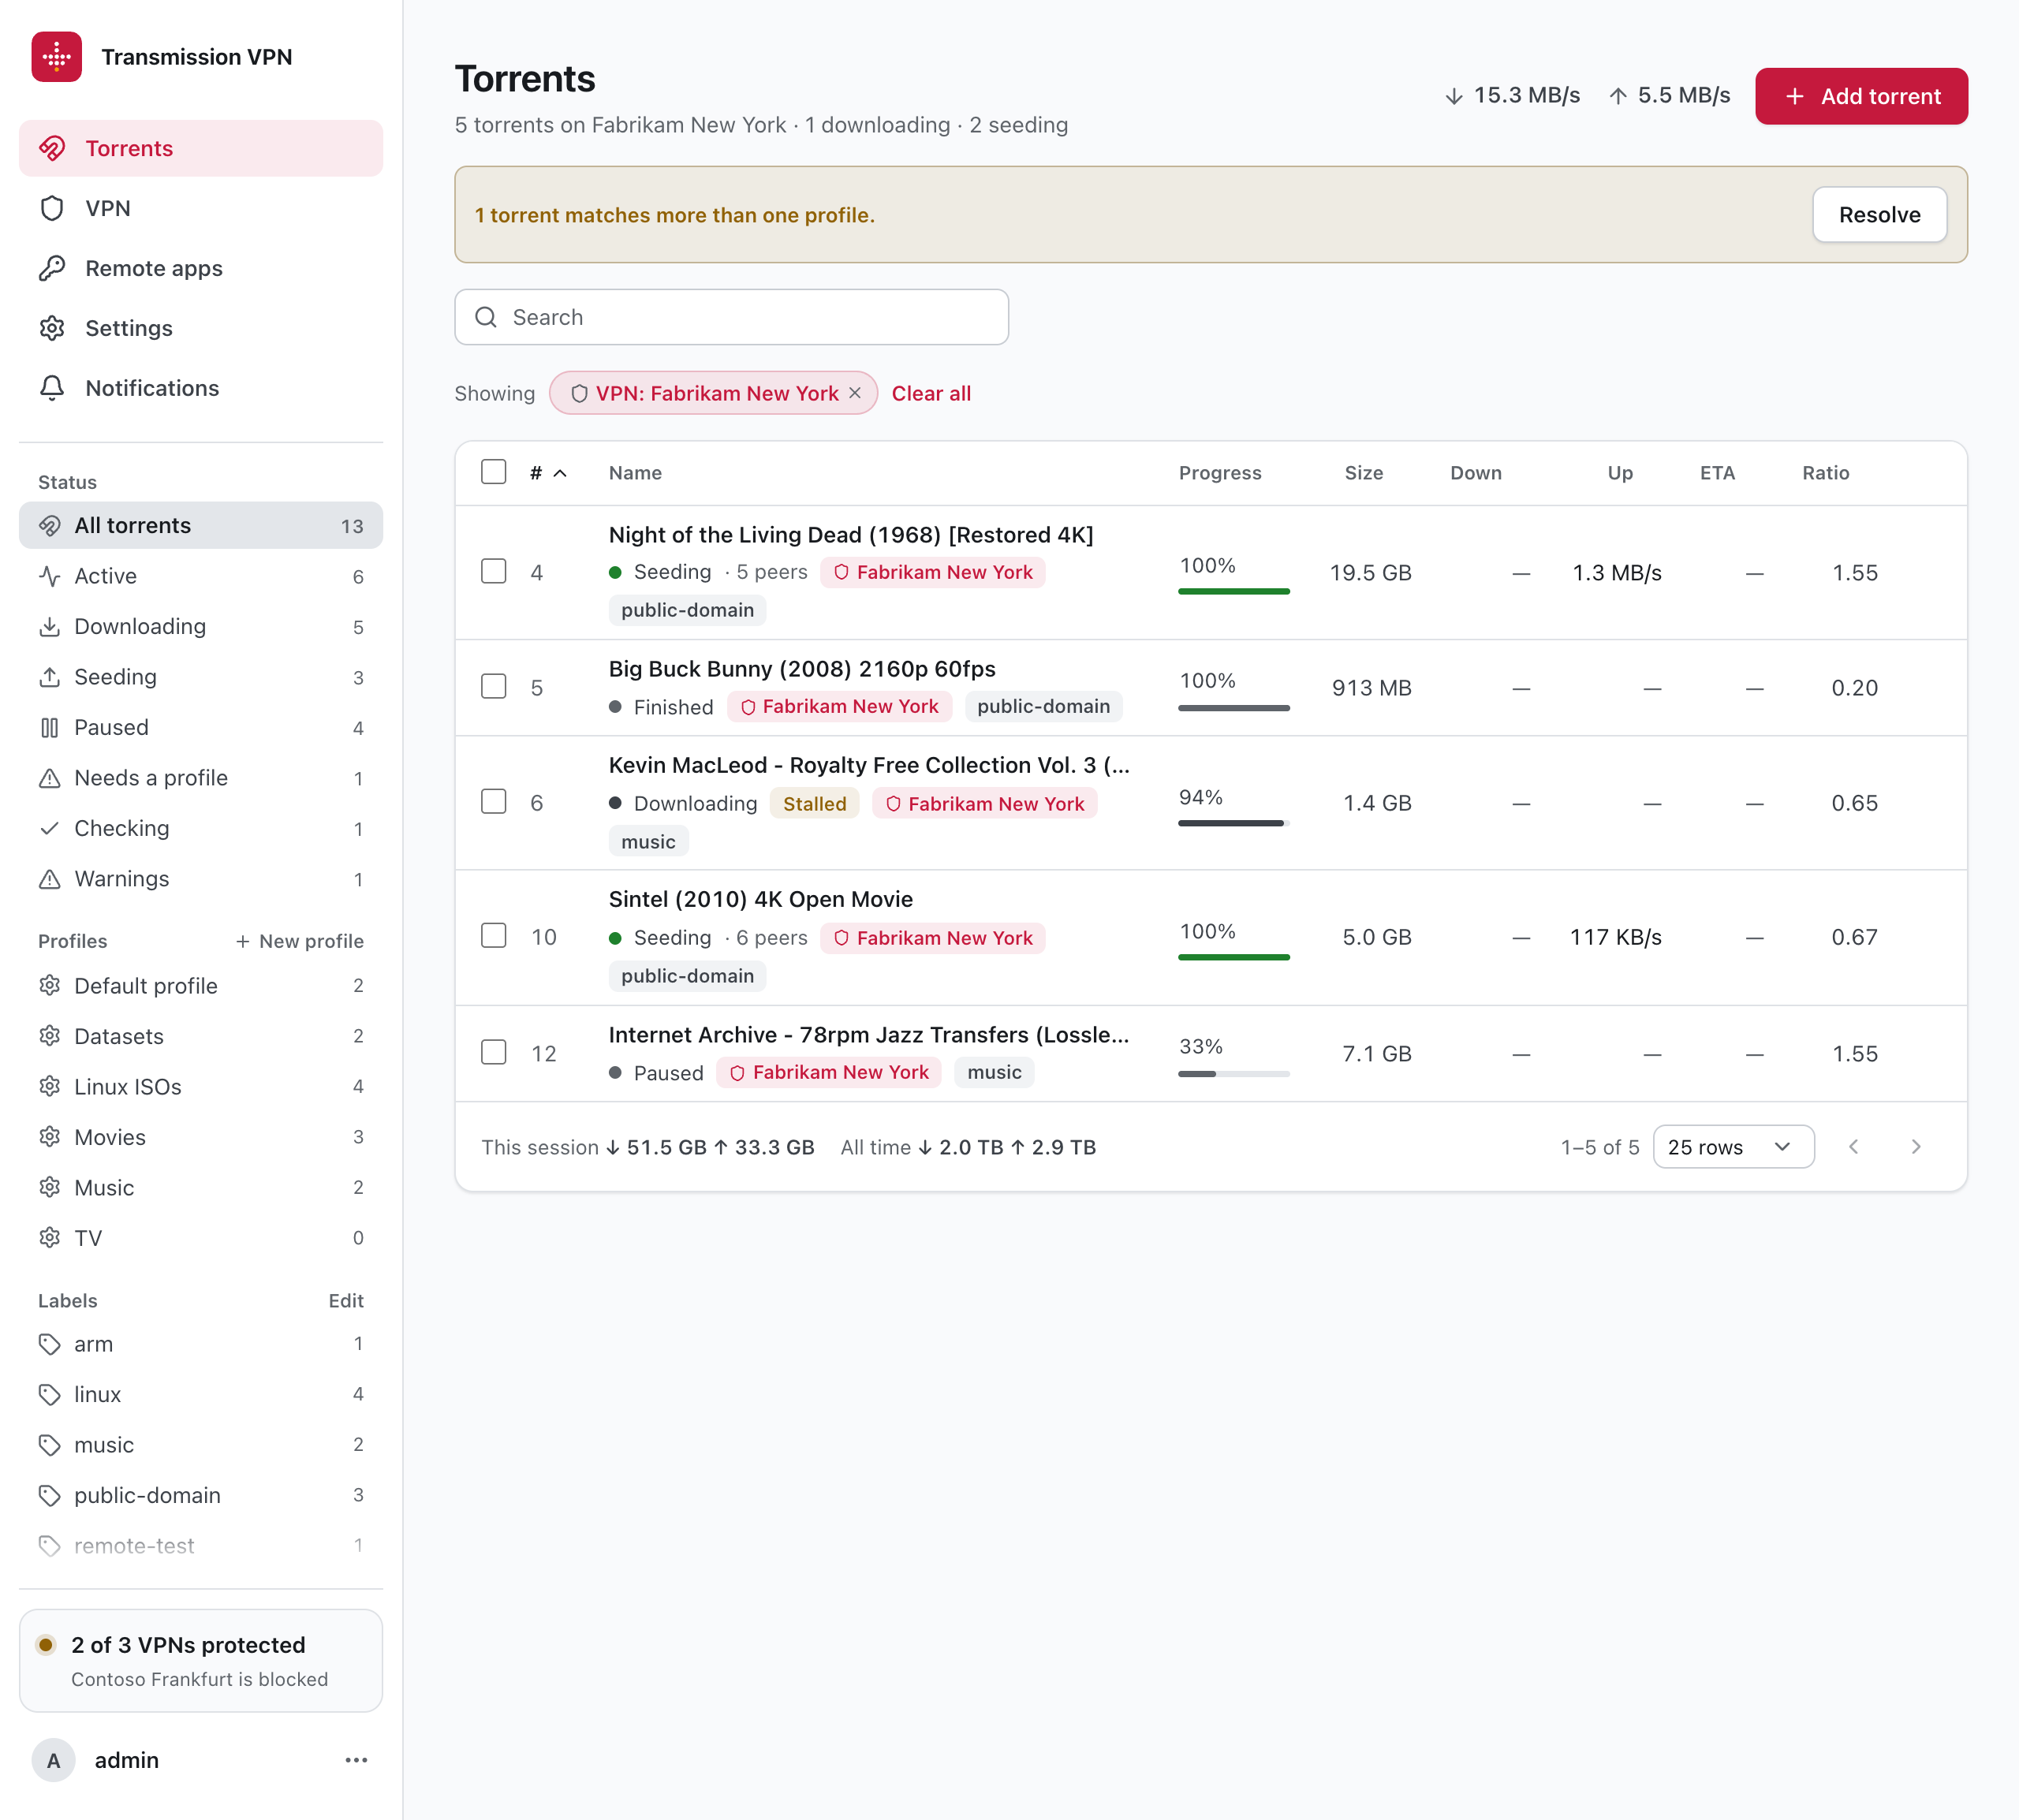 Transmission VPN
Torrents
VPN
Remote apps
Settings
Notifications
Status
All torrents 13
Active 6
Downloading 5
Seeding 3
Paused 4
Needs a profile 1
Checking 1
Warnings 1
Profiles + New profile
Default profile 2
Datasets 2
Linux ISOs 4
Movies 3
Music 2
TV 0
Labels Edit
arm 1
linux 4
music 2
public-domain 3
remote-test 1
2 of 3 VPNs protected
Contoso Frankfurt is blocked
A admin
Torrents
5 torrents on Fabrikam New York · 1 downloading · 2 seeding
↓ 15.3 MB/s ↑ 5.5 MB/s + Add torrent
1 torrent matches more than one profile. Resolve
Search
Showing VPN: Fabrikam New York × Clear all
# Name Progress Size Down Up ETA Ratio
Night of the Living Dead (1968) [Restored 4K]
4 Seeding · 5 peers Fabrikam New York 100% 19.5 GB — 1.3 MB/s — 1.55
public-domain
Big Buck Bunny (2008) 2160p 60fps
5 Finished Fabrikam New York public-domain 100% 913 MB — — — 0.20
Kevin MacLeod - Royalty Free Collection Vol. 3 (...
6 Downloading Stalled Fabrikam New York 94% 1.4 GB — — — 0.65
music
Sintel (2010) 4K Open Movie
10 Seeding · 6 peers Fabrikam New York 100% 5.0 GB — 117 KB/s — 0.67
public-domain
Internet Archive - 78rpm Jazz Transfers (Lossle...
12 Paused Fabrikam New York music 33% 7.1 GB — — — 1.55
This session ↓ 51.5 GB ↑ 33.3 GB All time ↓ 2.0 TB ↑ 2.9 TB 1–5 of 5 25 rows